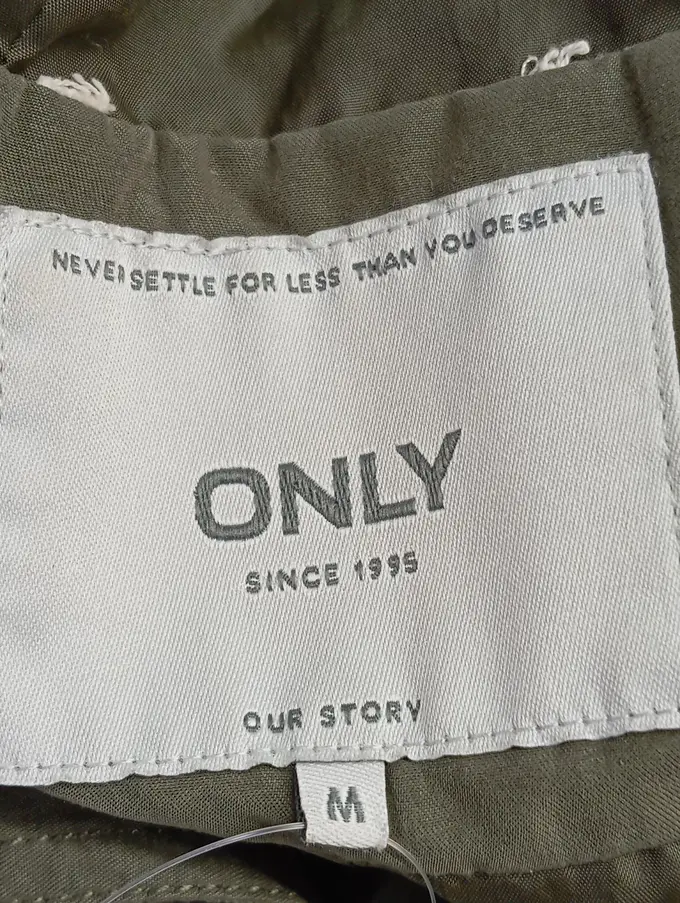 NEVER SETTLE FOR LESS THAN YOU DESERVE
ONLY
SINCE 1995
OUR STORY
M